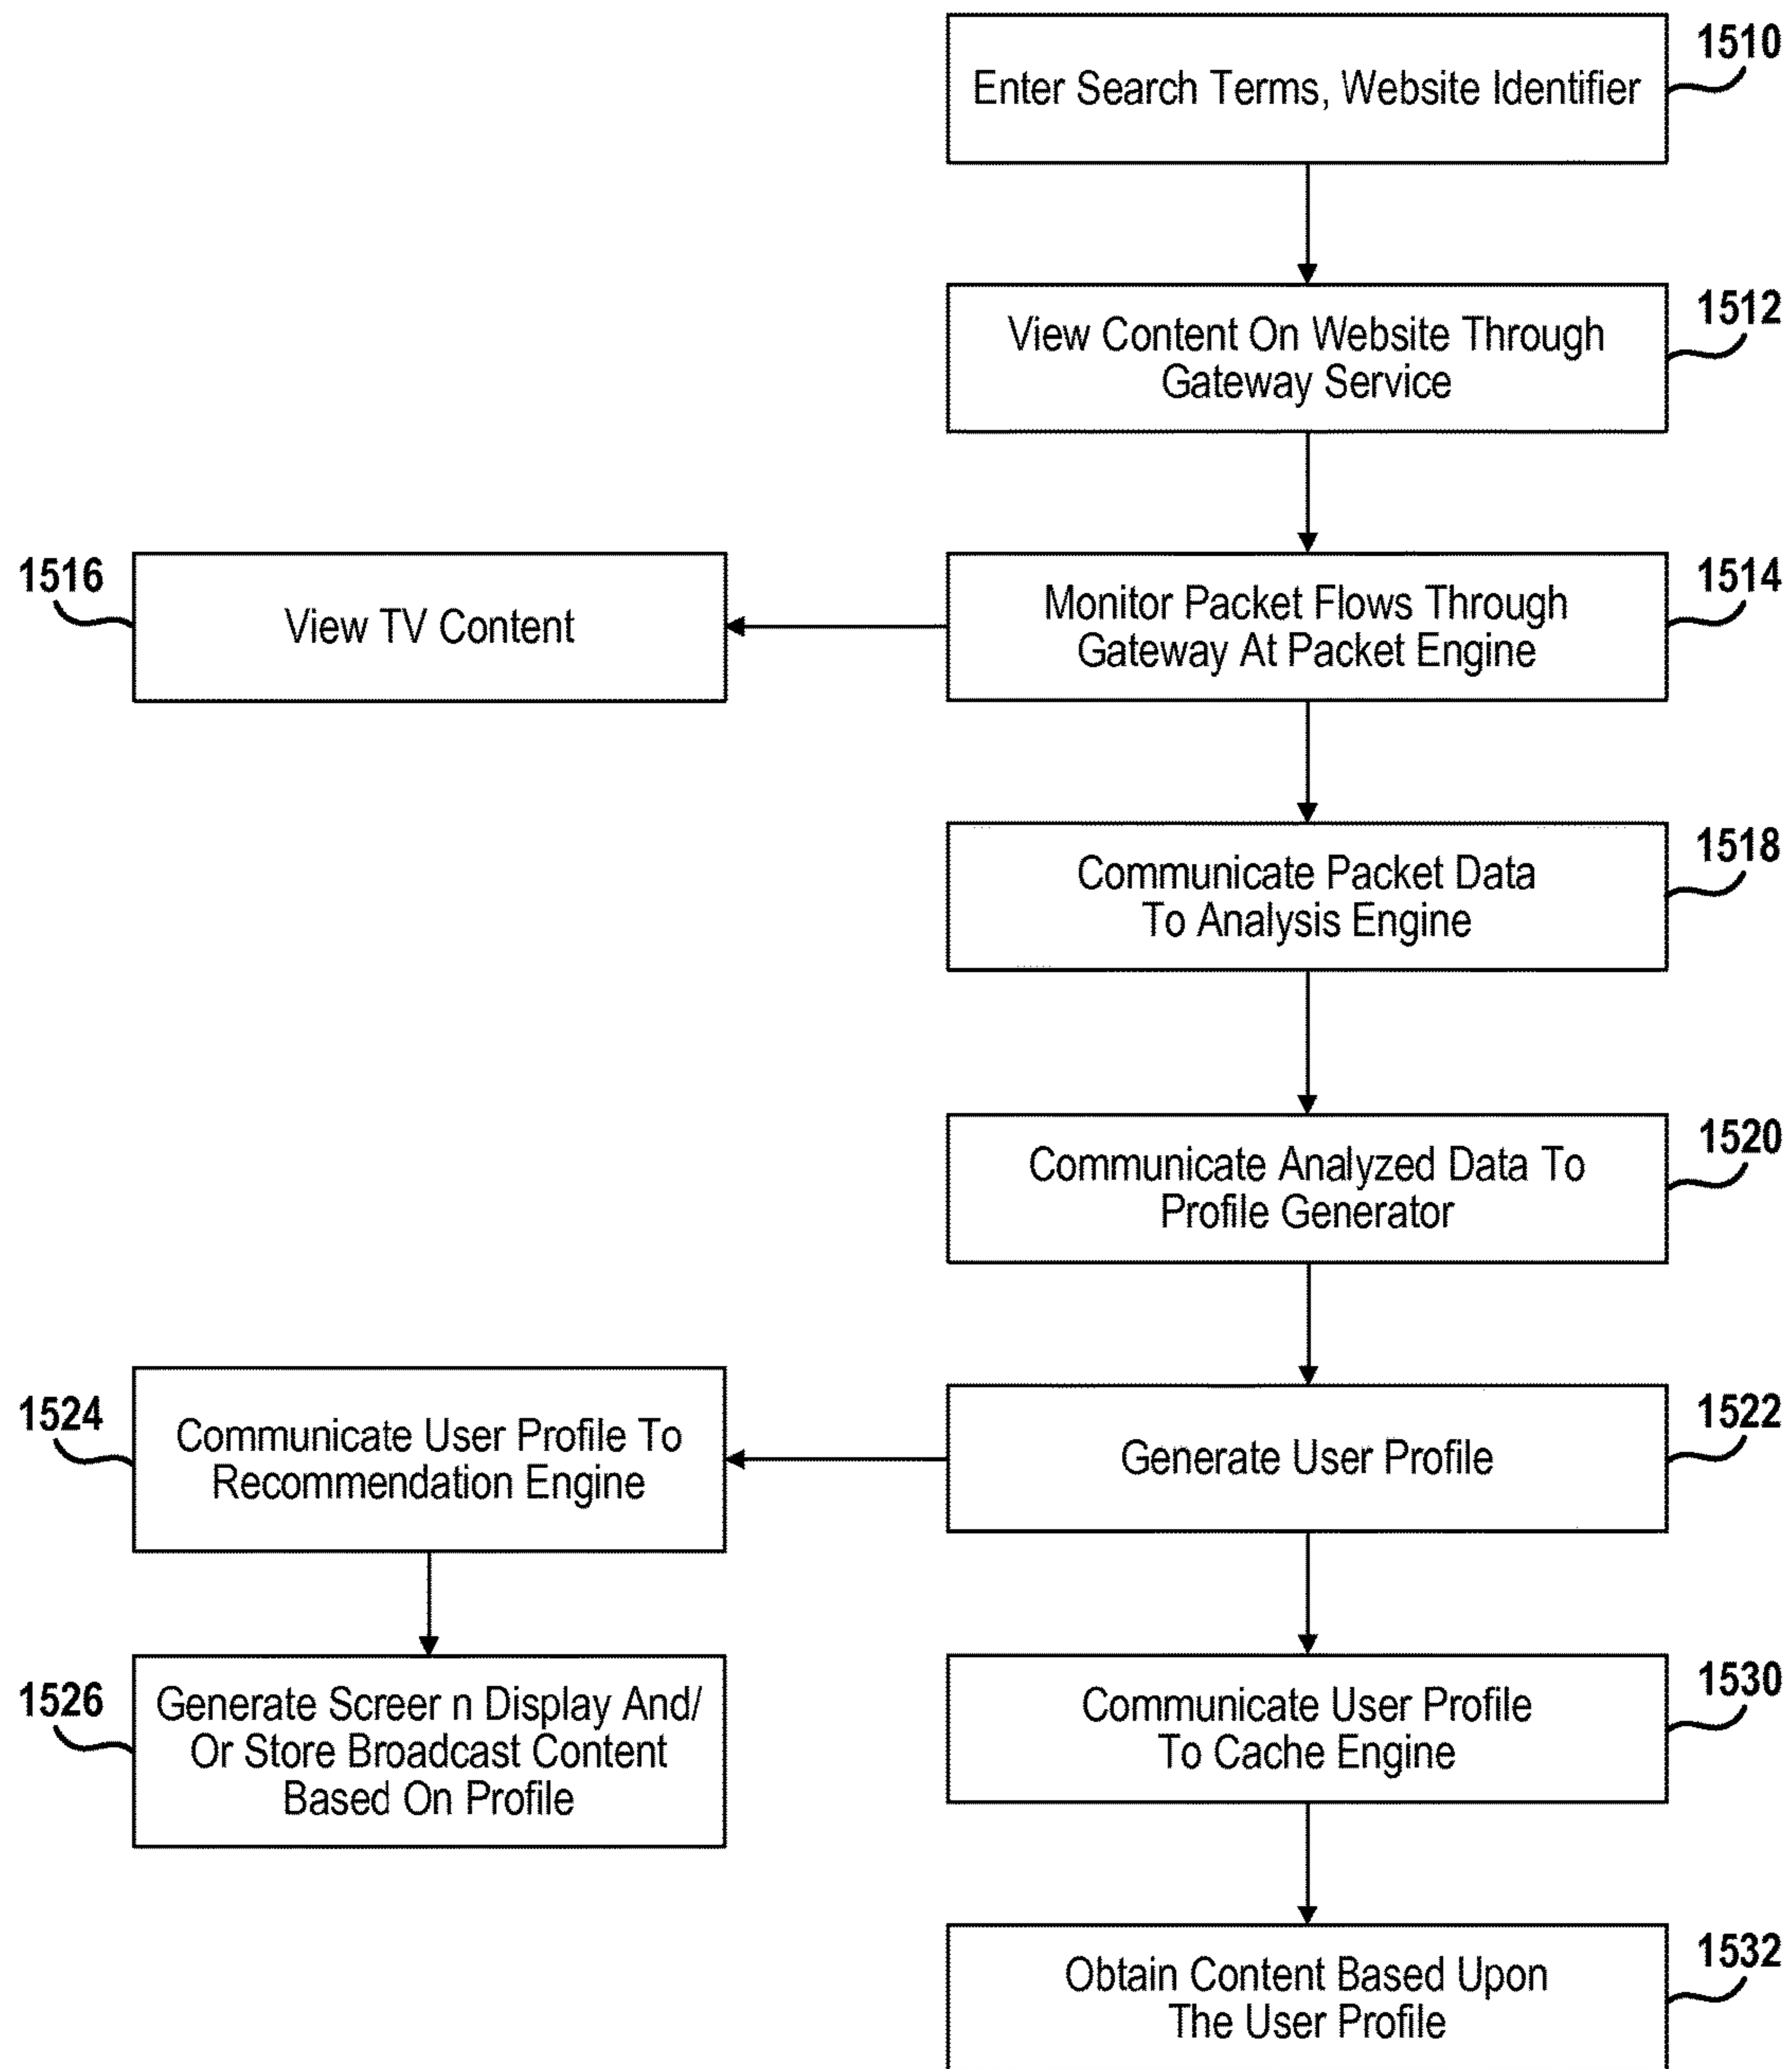 1510
Enter Search Terms, Website Identifier
1512
View Content On Website Through
Gateway Service
1516
View TV Content
1514
Monitor Packet Flows Through
Gateway At Packet Engine
1518
Communicate Packet Data
To Analysis Engine
1520
Communicate Analyzed Data To
Profile Generator
1524
Communicate User Profile To
Recommendation Engine
1522
Generate User Profile
1526
Generate Screer n Display And/
Or Store Broadcast Content
Based On Profile
1530
Communicate User Profile
To Cache Engine
1532
Obtain Content Based Upon
The User Profile